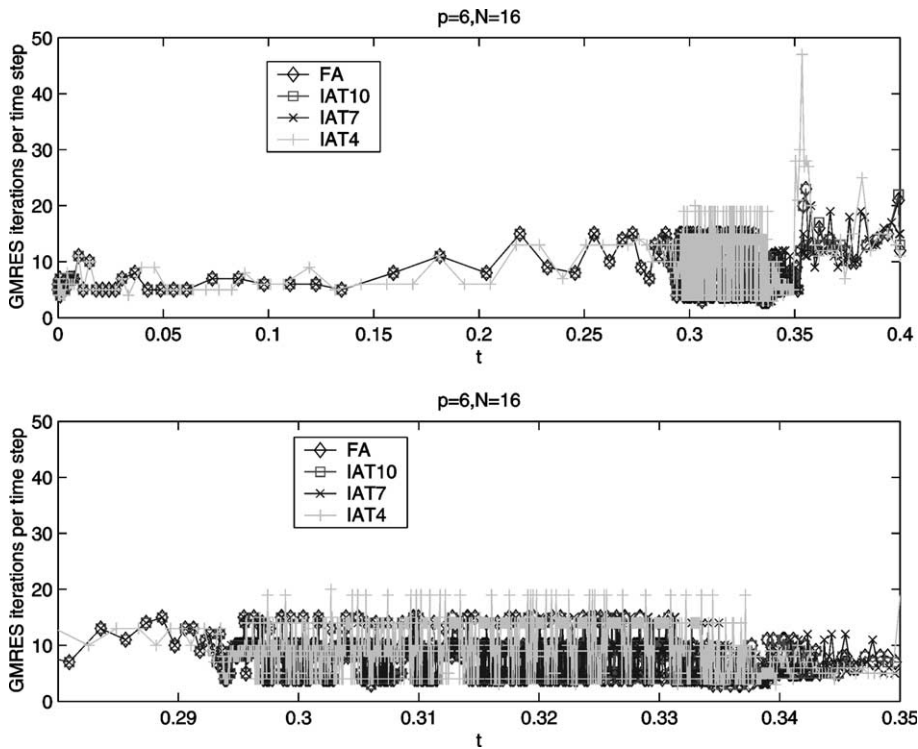 p=6,N=16
GMRES iterations per time step
50
40
30
20
10
0
FA
IAT10
IAT7
IAT4
0 0.05 0.1 0.15 0.2 0.25 0.3 0.35 0.4
t
p=6,N=16
GMRES iterations per time step
50
40
30
20
10
0
FA
IAT10
IAT7
IAT4
0.29 0.3 0.31 0.32 0.33 0.34 0.35
t